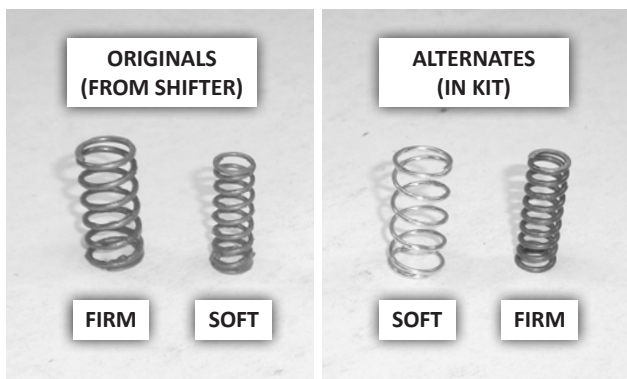 ORIGINALS
(FROM SHIFTER)
FIRM
SOFT
ALTERNATES
(IN KIT)
SOFT
FIRM